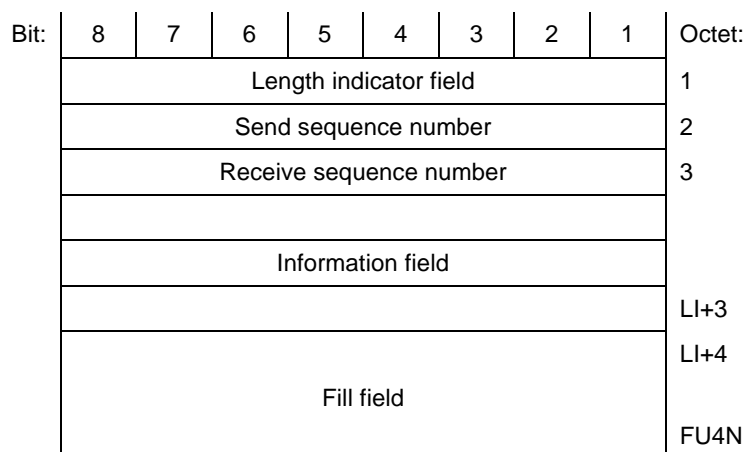 Bit: 8 7 6 5 4 3 2 1 Octet:
Length indicator field 1
Send sequence number 2
Receive sequence number 3
Information field
LI+3
LI+4
Fill field
FU4N